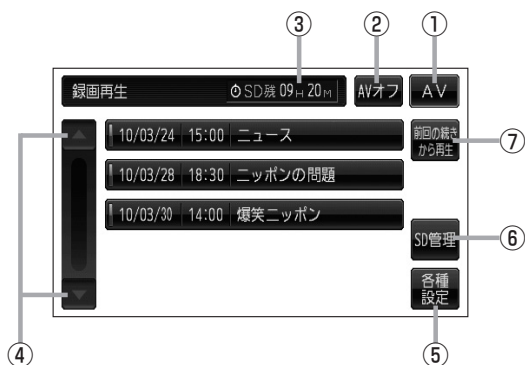 ③ ② ①
録画再生 SD残 09H 20M AVオフ AV
10/03/24 15:00 ニュース
前回の続き
から再生
⑦
10/03/28 18:30 ニッポンの問題
10/03/30 14:00 爆笑ニッポン
SD管理
⑥
各種
設定
④ ⑤